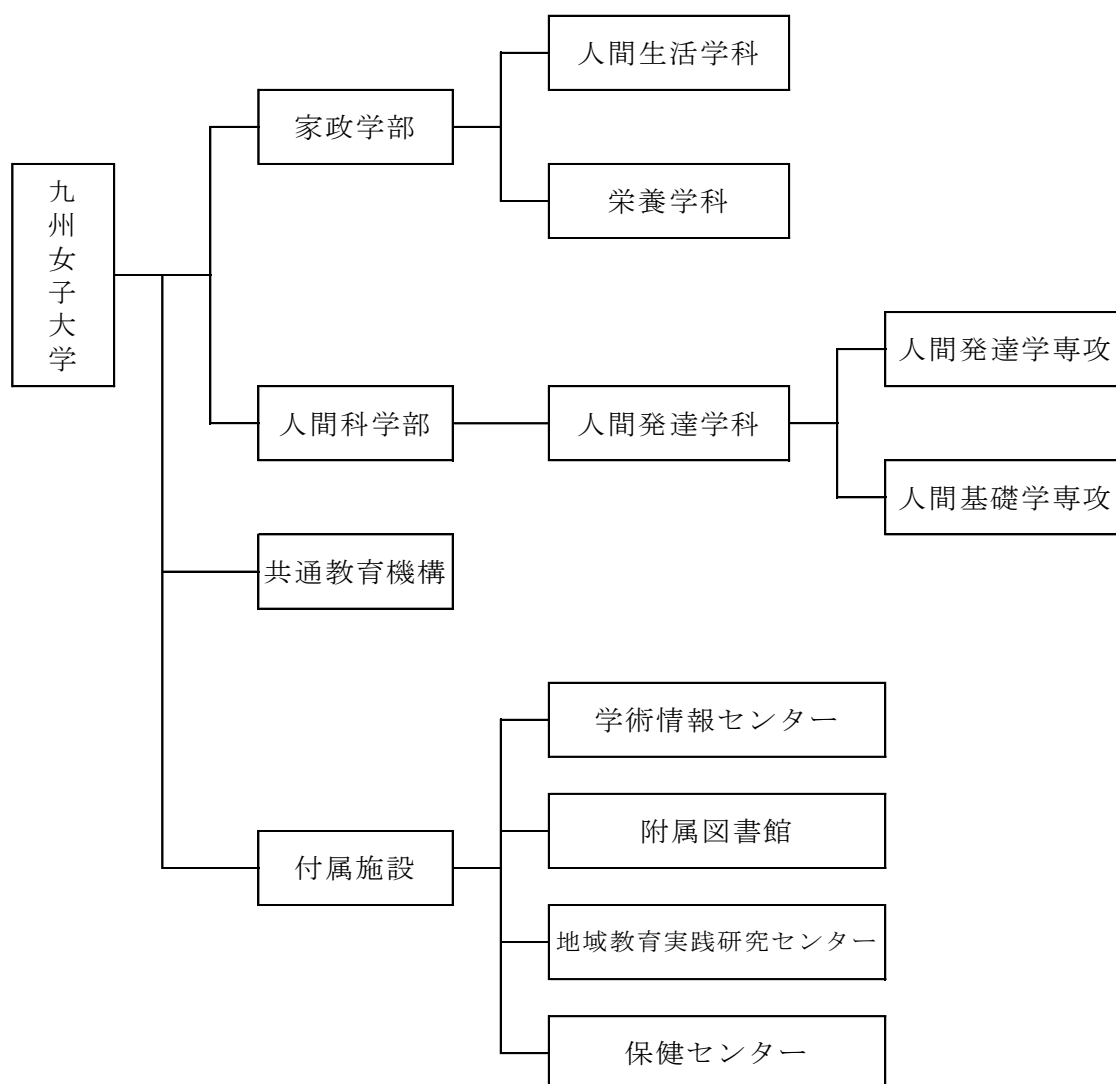 人間生活学科
家政学部
栄養学科
九州女子大学
人間発達学専攻
人間科学部
人間発達学科
人間基礎学専攻
共通教育機構
学術情報センター
附属図書館
付属施設
地域教育実践研究センター
保健センター